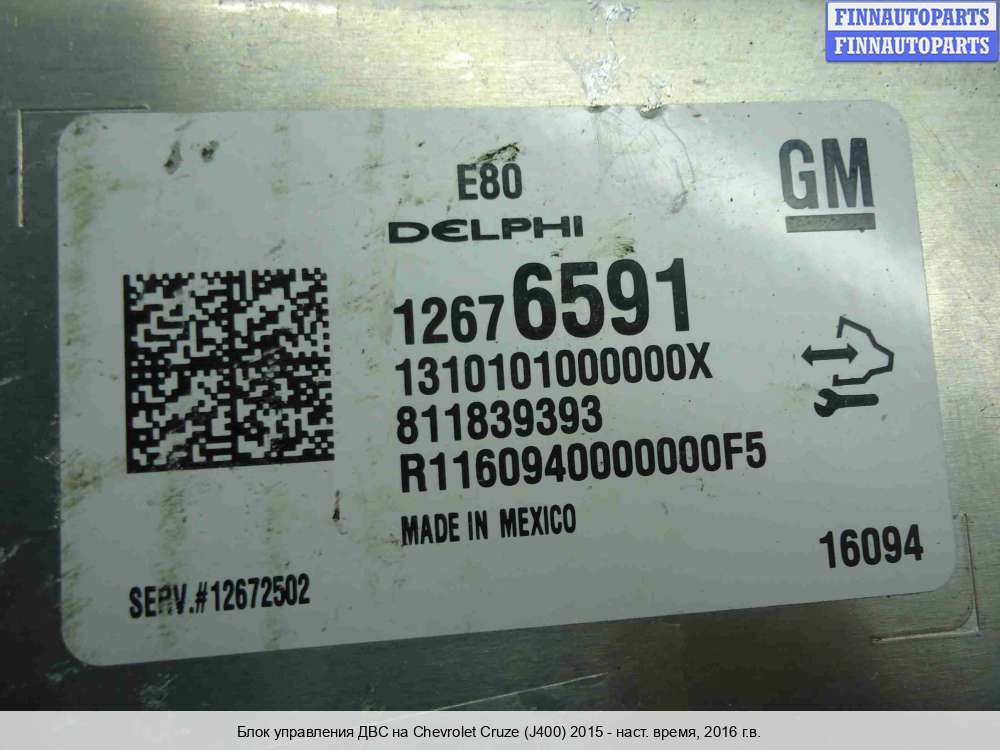 FINNAUTOPARTS
FINNAUTOPARTS
E80
GM
DELPHI
12676591
1310101000000X
811839393
R1160940000000F5
MADE IN MEXICO
16094
SERV.#12672502
Блок управления ДВС на Chevrolet Cruze (J400) 2015 - наст. время, 2016 г.в.